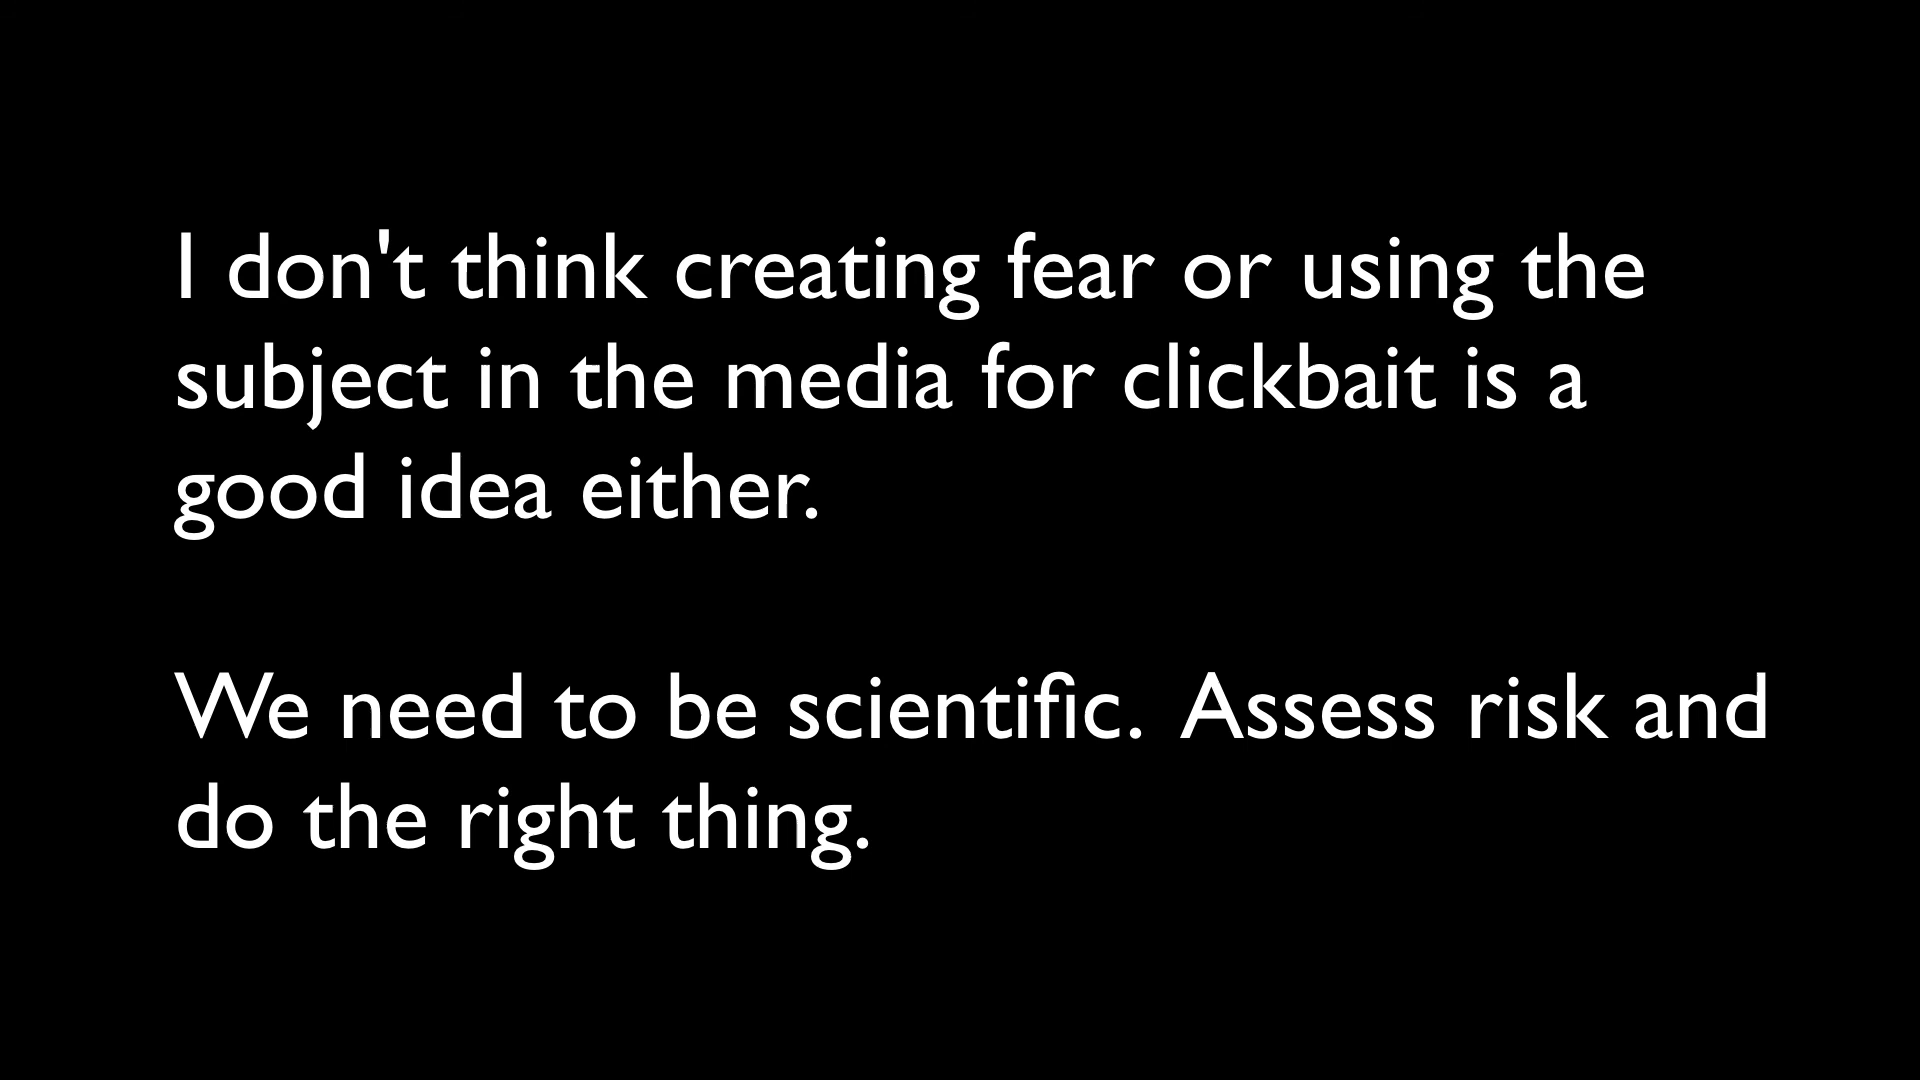 I don't think creating fear or using the
subject in the media for clickbait is a
good idea either.
We need to be scientific.  Assess risk and
do the right thing.